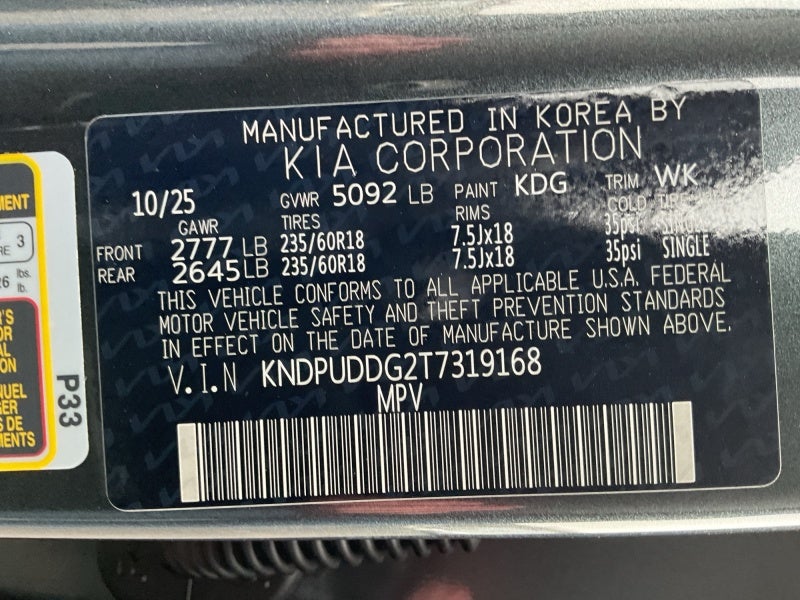 MANUFACTURED IN KOREA BY
KIA CORPORATION
10/25 GVWR 5092 LB PAINT KDG TRIM WK
GAWR TIRES RIMS COLD
FRONT 2777 LB 235/60R18 7.5Jx18 35psi
REAR 2645 LB 235/60R18 7.5Jx18 35psi SINGLE
THIS VEHICLE CONFORMS TO ALL APPLICABLE U.S.A. FEDERAL
MOTOR VEHICLE SAFETY AND THEFT PREVENTION STANDARDS
IN EFFECT ON THE DATE OF MANUFACTURE SHOWN ABOVE.
V.I.N KNDPUDDG2T7319168
MPV
3
lbs.
lb.
P33